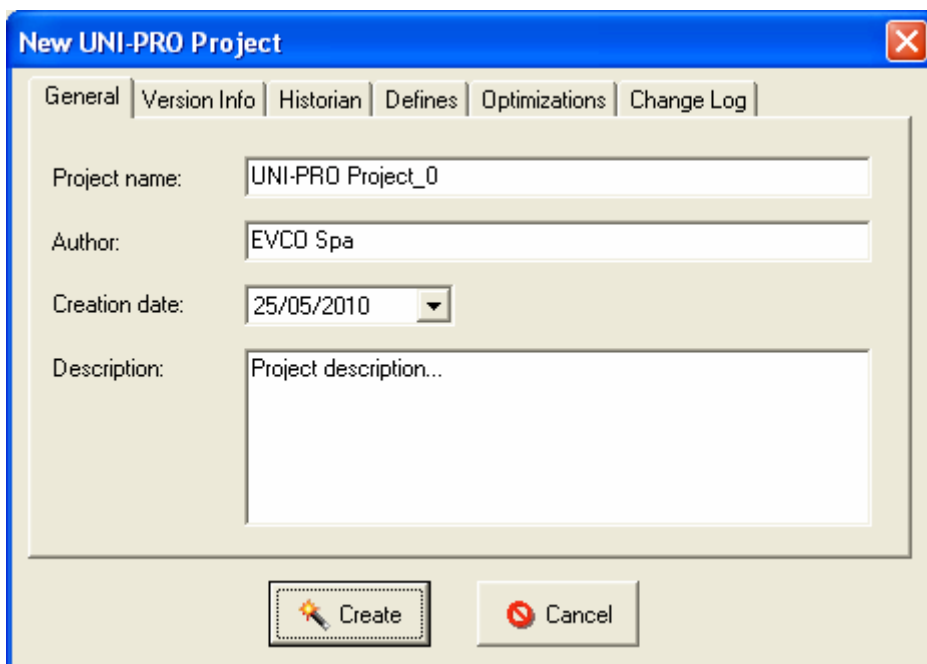 New UNI-PRO Project
General Version Info Historian Defines Optimizations Change Log
Project name: UNI-PRO Project_0
Author: EVCO Spa
Creation date: 25/05/2010
Description: Project description...
Create Cancel